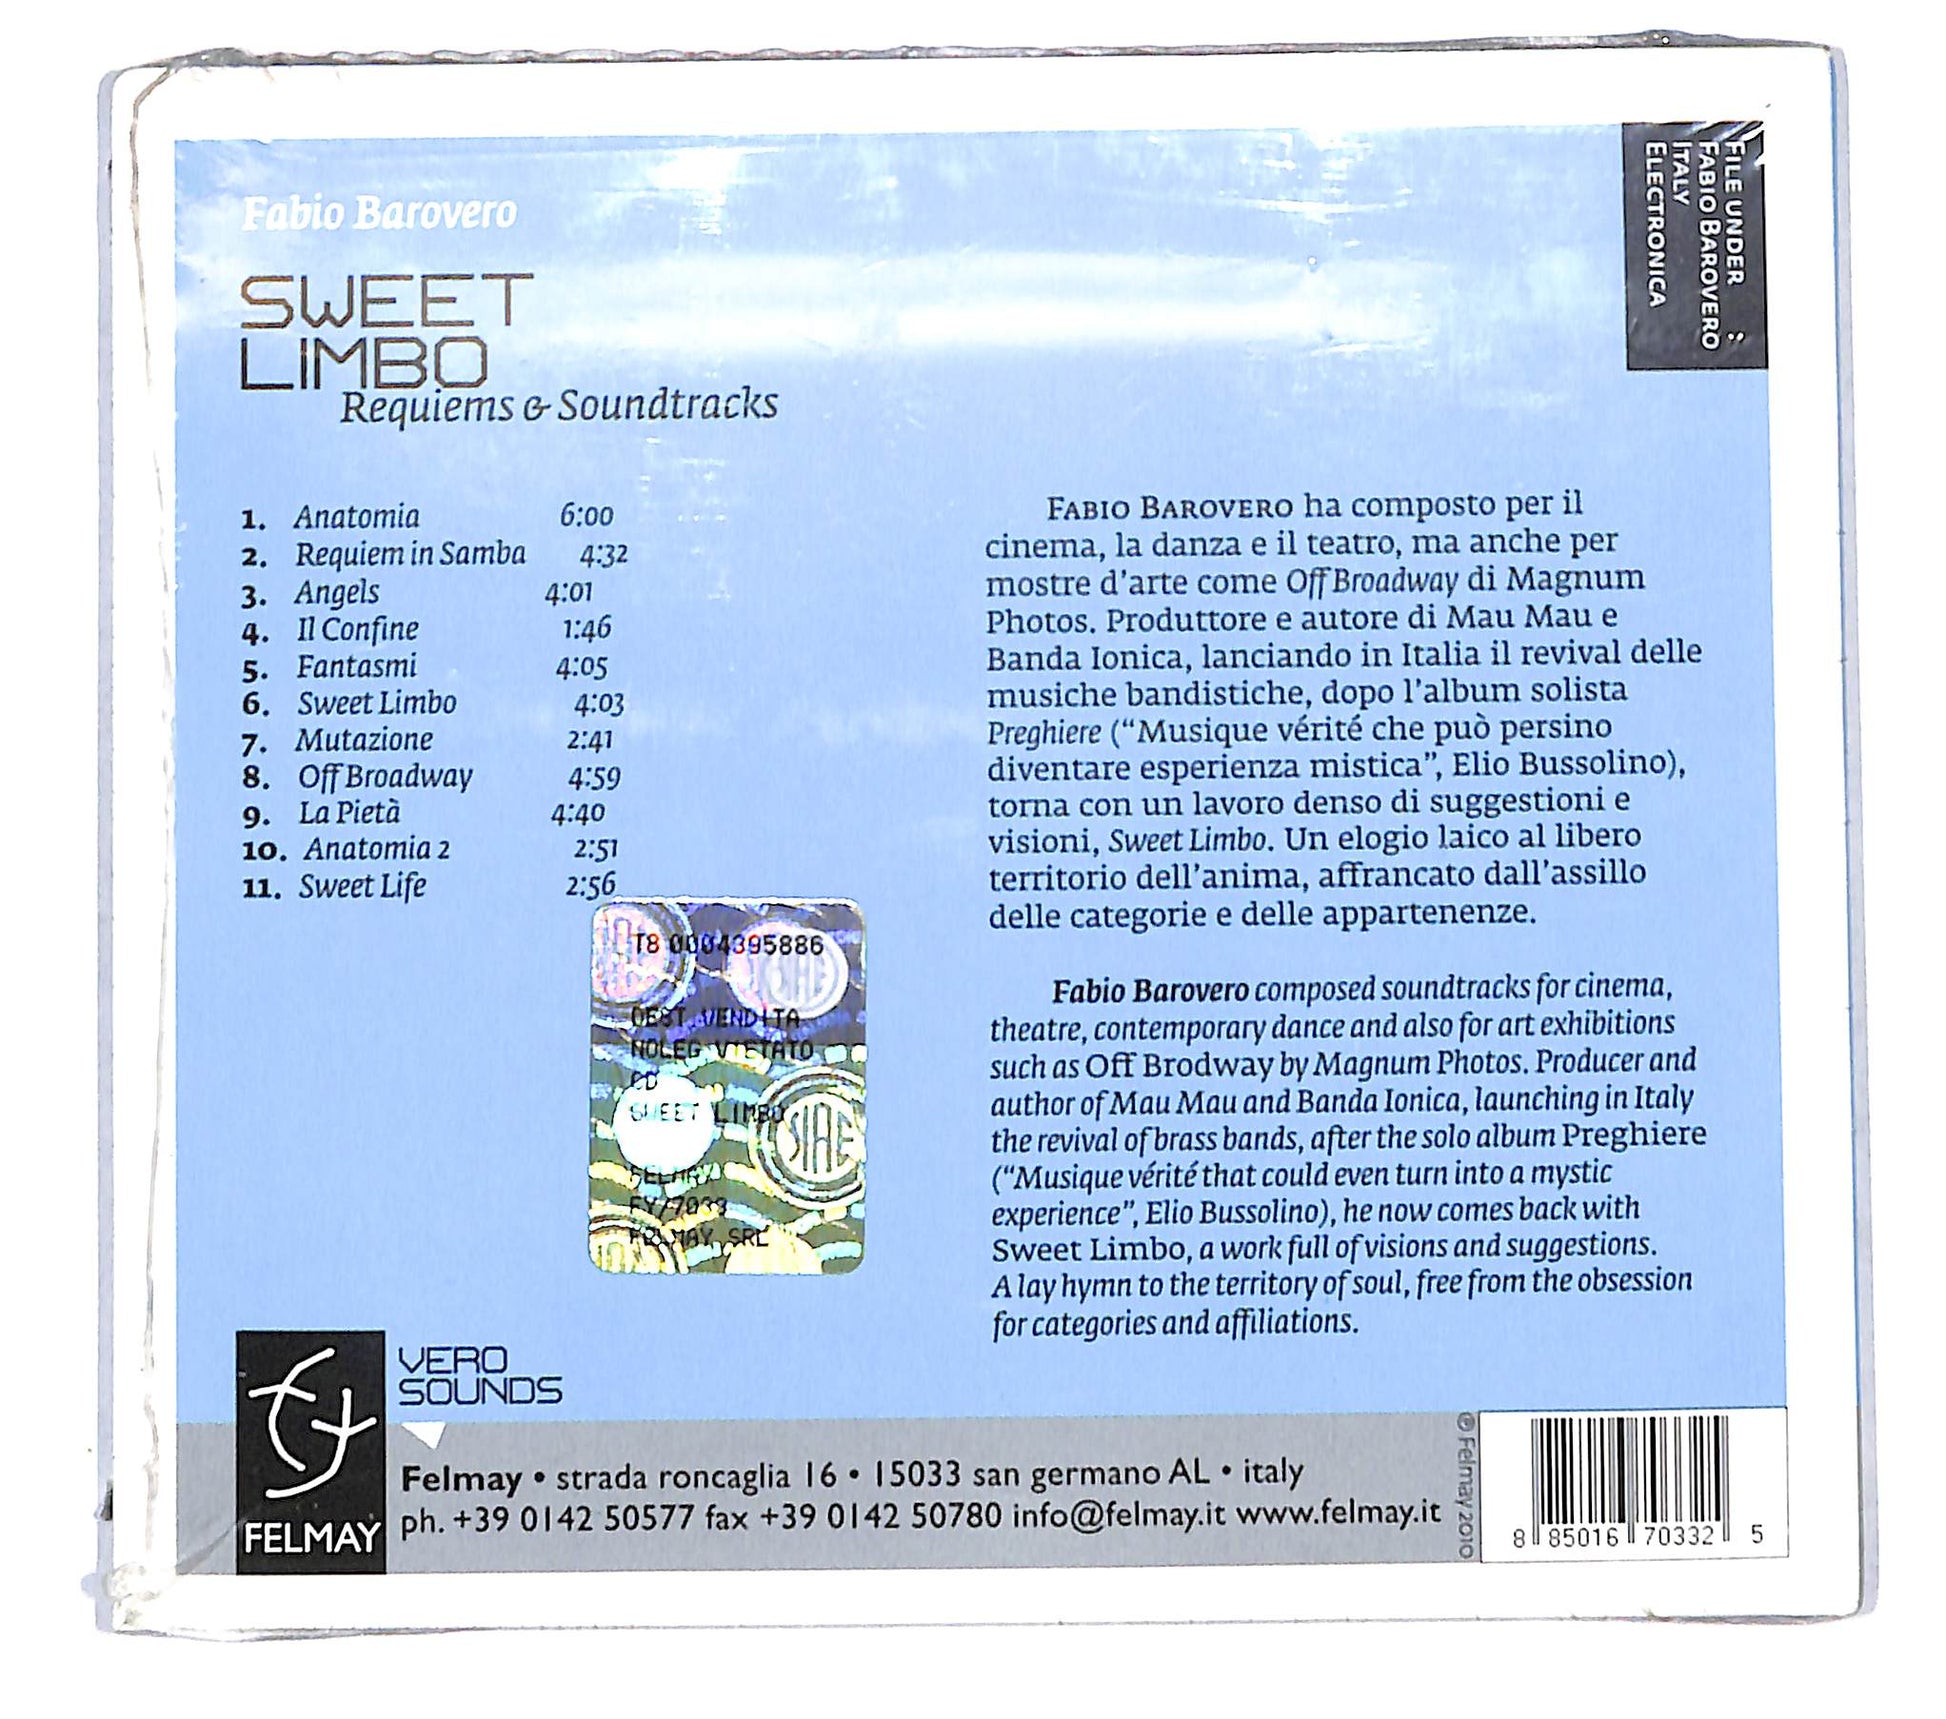 Fabio Barovero
SWEET
LIMBO
Requiems & Soundtracks
FILE UNDER :
FABIO BAROVERO
ITALY
ELECTRONICA
1. Anatomia 6:00
2. Requiem in Samba 4:32
3. Angels 4:01
4. Il Confine 1:46
5. Fantasmi 4:05
6. Sweet Limbo 4:03
7. Mutazione 2:41
8. Off Broadway 4:59
9. La Pietà 4:40
10. Anatomia 2 2:51
11. Sweet Life 2:56
FABIO BAROVERO ha composto per il
cinema, la danza e il teatro, ma anche per
mostre d'arte come Off Broadway di Magnum
Photos. Produttore e autore di Mau Mau e
Banda Ionica, lanciando in Italia il revival delle
musiche bandistiche, dopo l'album solista
Preghiere (“Musique vérité che può persino
diventare esperienza mistica”, Elio Bussolino),
torna con un lavoro denso di suggestioni e
visioni, Sweet Limbo. Un elogio laico al libero
territorio dell'anima, affrancato dall'assillo
delle categorie e delle appartenenze.
Fabio Barovero composed soundtracks for cinema,
theatre, contemporary dance and also for art exhibitions
such as Off Brodway by Magnum Photos. Producer and
author of Mau Mau and Banda Ionica, launching in Italy
the revival of brass bands, after the solo album Preghiere
(“Musique vérité that could even turn into a mystic
experience”, Elio Bussolino), he now comes back with
Sweet Limbo, a work full of visions and suggestions.
A lay hymn to the territory of soul, free from the obsession
for categories and affiliations.
T8 0004395886
DEST.VENDITA
NOLEG.VIETATO
CD
SWEET LIMBO
SIAE
FY/7033
FELMAY SRL
VERO
SOUNDS
FELMAY
Felmay • strada roncaglia 16 • 15033 san germano AL • italy
ph. +39 0142 50577 fax +39 0142 50780 info@felmay.it www.felmay.it
© Felmay 2010
8 85016 70332 5